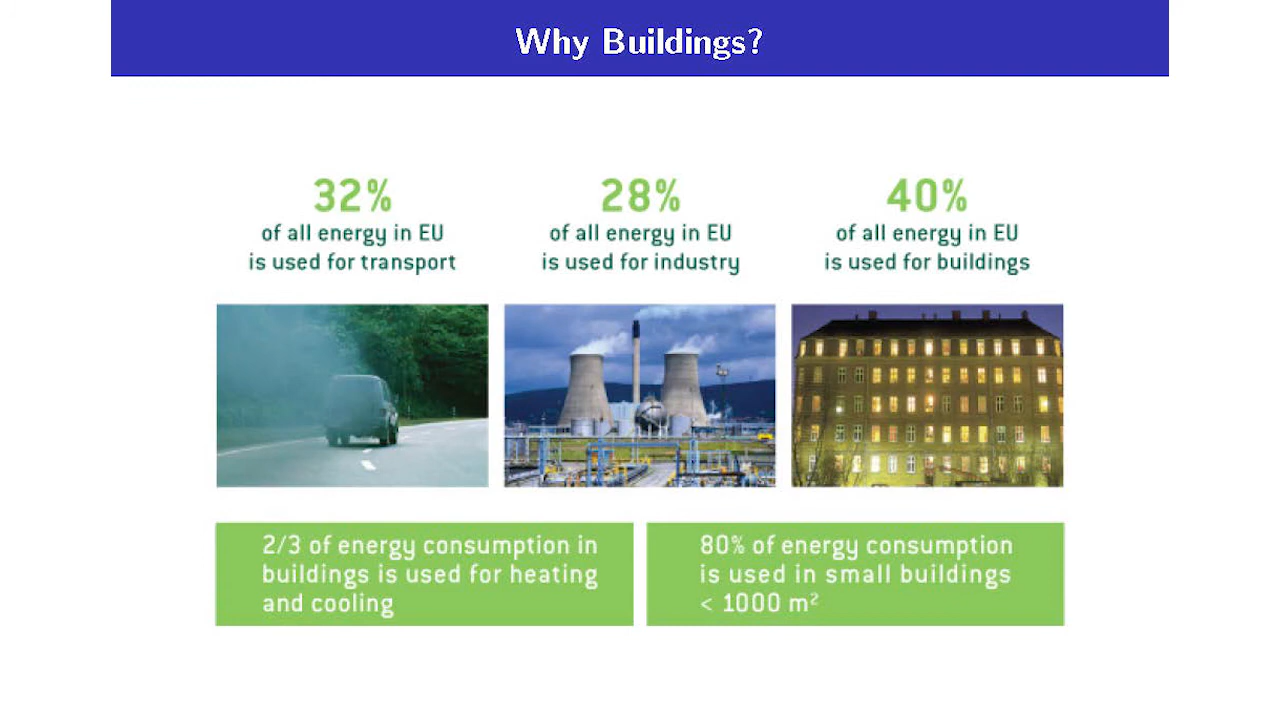 Why Buildings?
32%
of all energy in EU
is used for transport
28%
of all energy in EU
is used for industry
40%
of all energy in EU
is used for buildings
2/3 of energy consumption in
buildings is used for heating
and cooling
80% of energy consumption
is used in small buildings
< 1000 m²